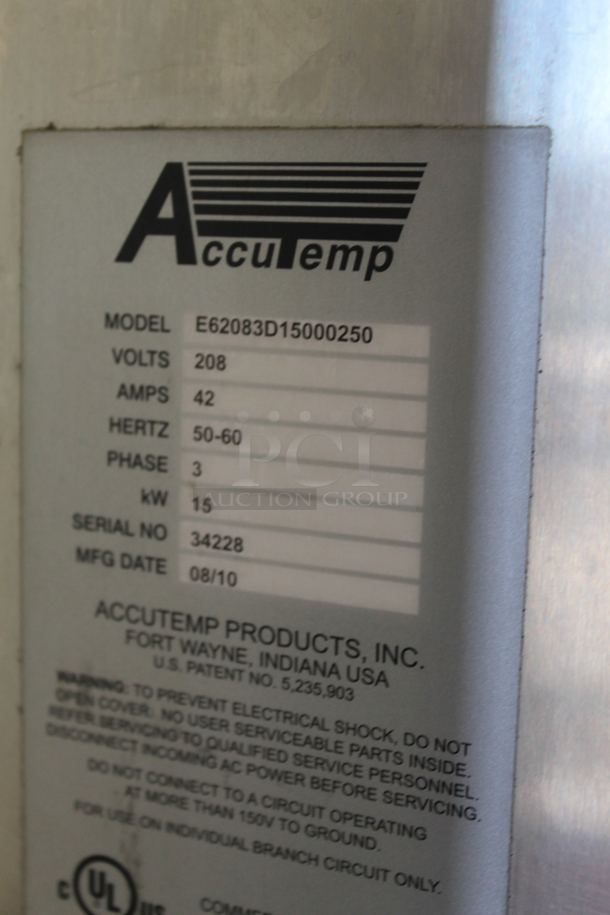 AccuTemp
MODEL E62083D15000250
VOLTS 208
AMPS 42
HERTZ 50-60
PHASE 3
kW 15
SERIAL NO 34228
MFG DATE 08/10
PCI
AUCTION GROUP
ACCUTEMP PRODUCTS, INC.
FORT WAYNE, INDIANA USA
U.S. PATENT NO. 5,235,903
WARNING: TO PREVENT ELECTRICAL SHOCK, DO NOT
OPEN COVER. NO USER SERVICEABLE PARTS INSIDE.
REFER SERVICING TO QUALIFIED SERVICE PERSONNEL.
DISCONNECT INCOMING AC POWER BEFORE SERVICING.
DO NOT CONNECT TO A CIRCUIT OPERATING
AT MORE THAN 150V TO GROUND.
FOR USE ON INDIVIDUAL BRANCH CIRCUIT ONLY.
C UL US